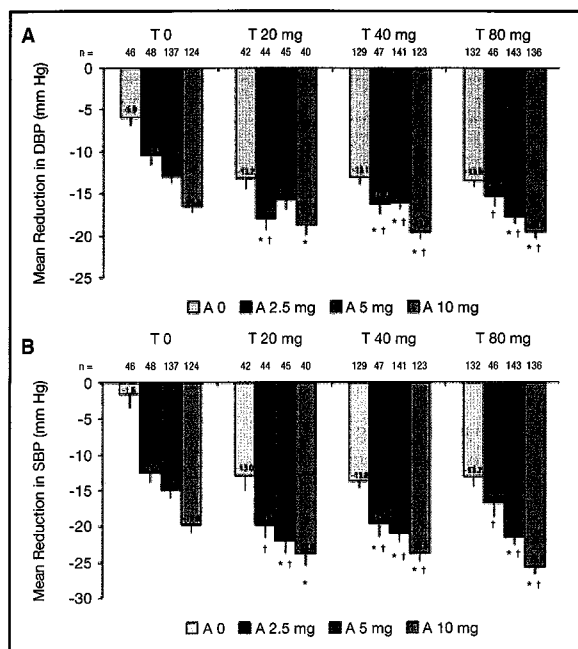 A
T 0 T 20 mg T 40 mg T 80 mg
n = 46 48 137 124 42 44 45 40 129 47 141 123 132 46 143 136
0
-5
-10
-15
-20
-25
Mean Reduction in DBP (mm Hg)
* † * * † * † * † † * † * †
A 0 A 2.5 mg A 5 mg A 10 mg
B
T 0 T 20 mg T 40 mg T 80 mg
n = 46 48 137 124 42 44 45 40 129 47 141 123 132 46 143 136
0
-5
-10
-15
-20
-25
-30
Mean Reduction in SBP (mm Hg)
† * † * * † * † * † † * † * †
A 0 A 2.5 mg A 5 mg A 10 mg